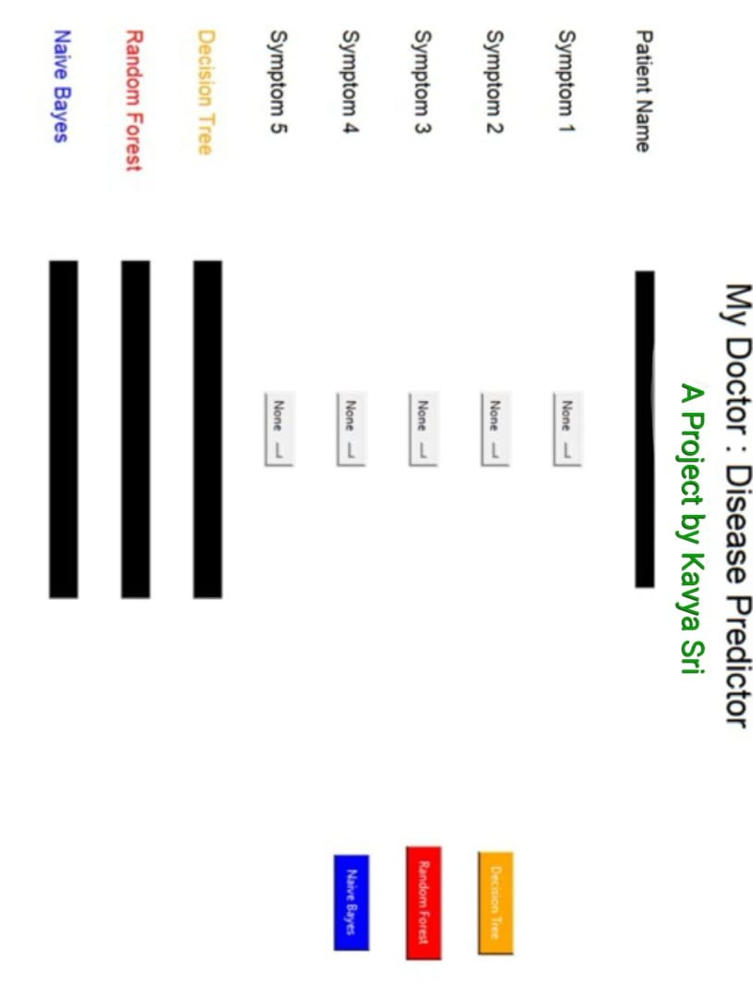 My Doctor : Disease Predictor
A Project by Kavya Sri
Patient Name
Symptom 1 None
Symptom 2 None Decision Tree
Symptom 3 None Random Forest
Symptom 4 None Naive Bayes
Symptom 5 None
Decision Tree
Random Forest
Naive Bayes